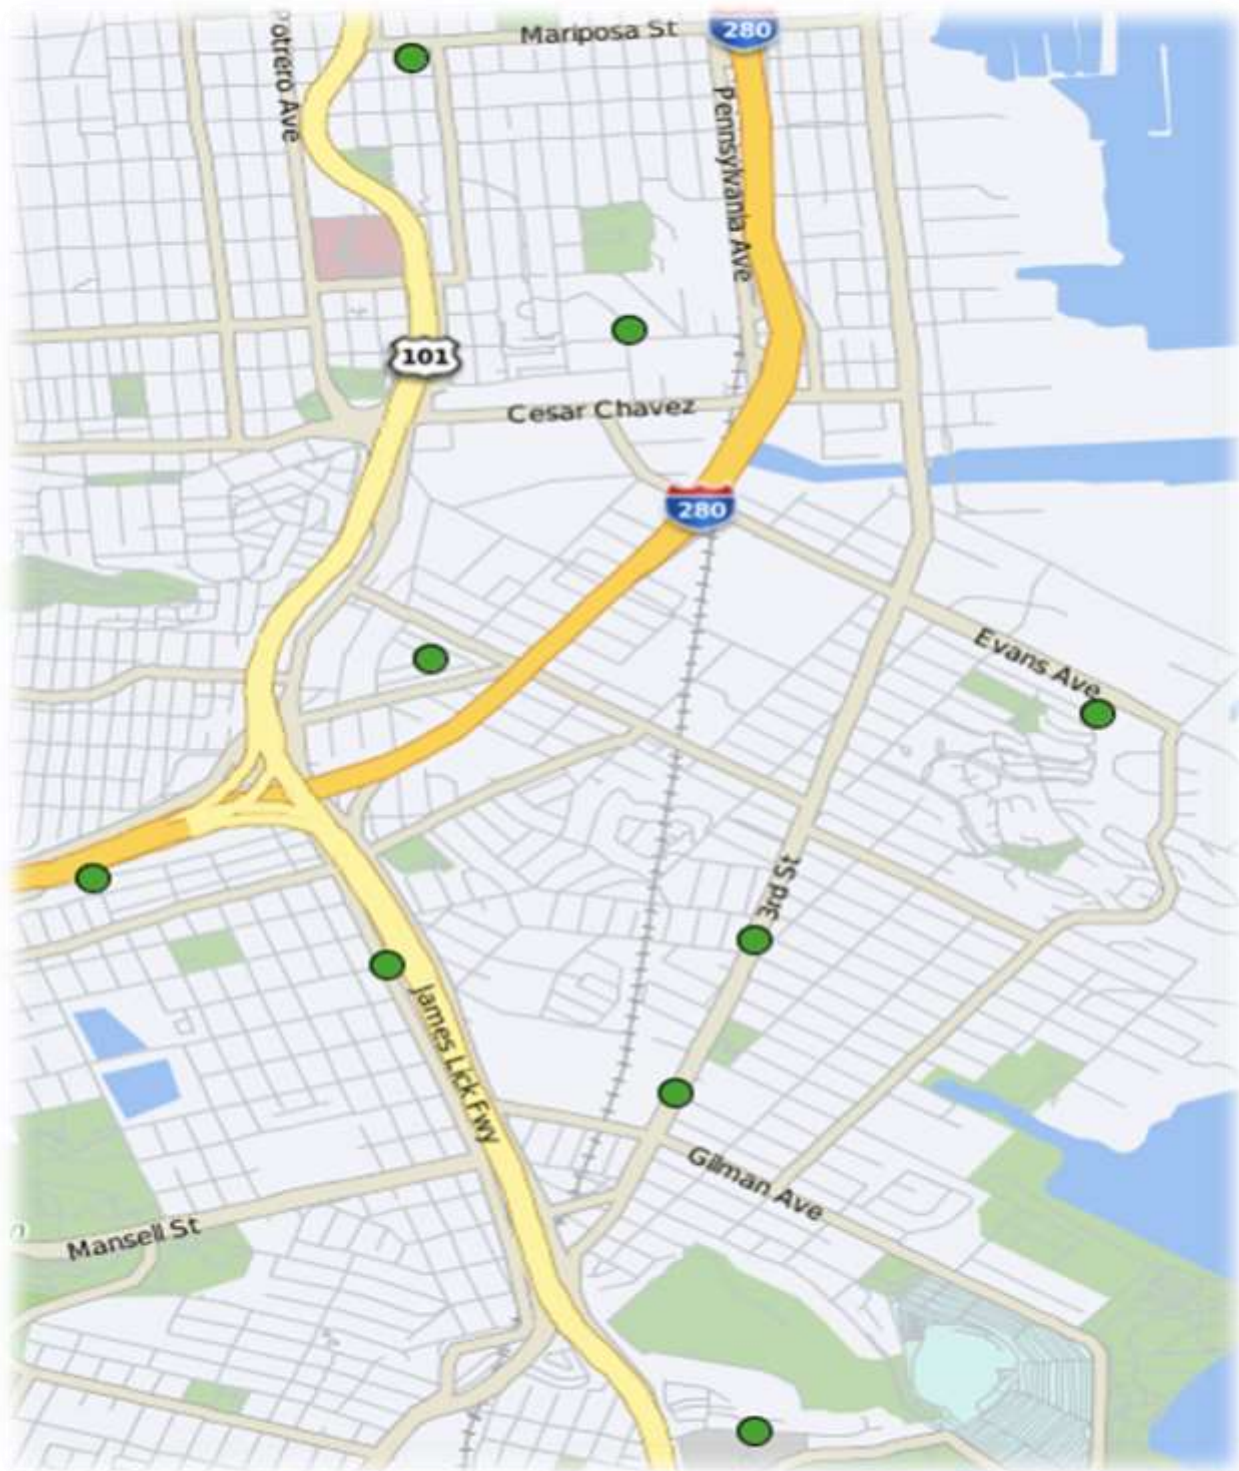 Mariposa St
280
Potrero Ave
Pennsylvania Ave
101
Cesar Chavez
280
Evans Ave
3rd St
James Lick Fwy
Gilman Ave
Mansell St
n